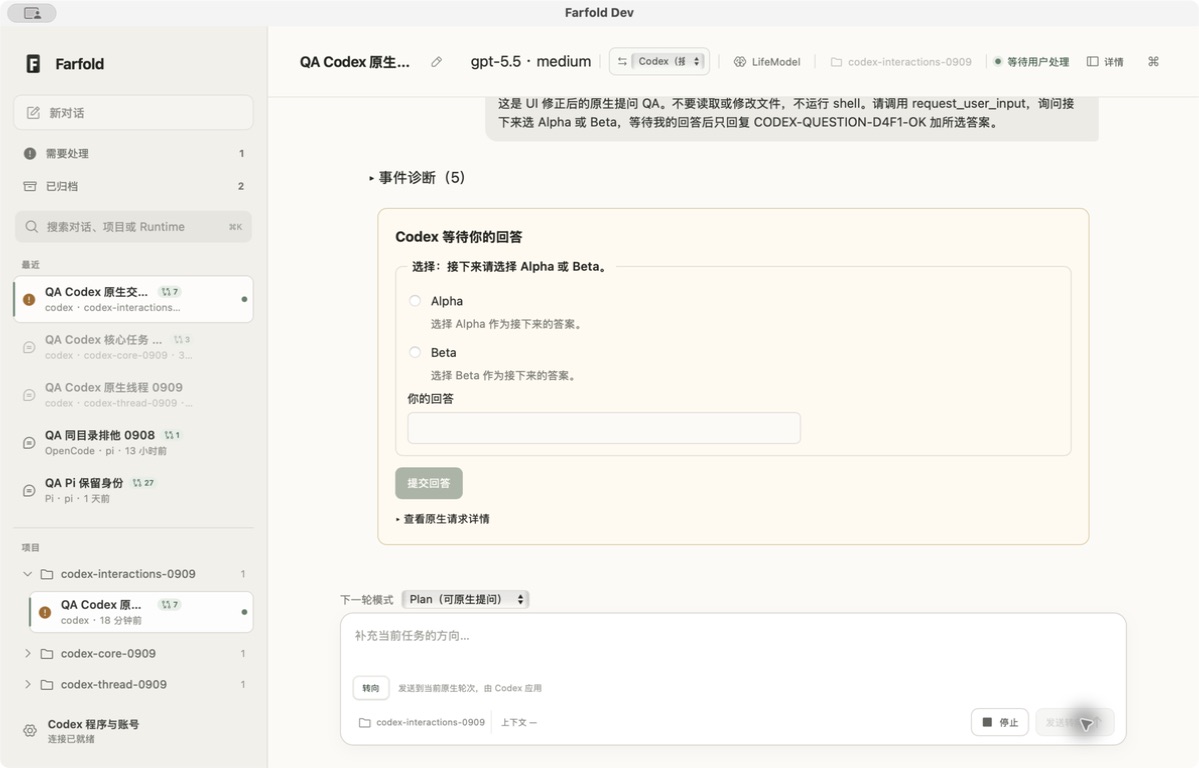 Farfold Dev
Farfold
新对话
需要处理 1
已归档 2
搜索对话、项目或 Runtime ⌘K
最近
QA Codex 原生交... 7
codex · codex-interactions...
QA Codex 核心任务 ... 3
codex · codex-core-0909 · 3...
QA Codex 原生线程 0909
codex · codex-thread-0909 ·...
QA 同目录排他 0908 1
OpenCode · pi · 13 小时前
QA Pi 保留身份 27
Pi · pi · 1 天前
项目
codex-interactions-0909 1
QA Codex 原... 7
codex · 18 分钟前
codex-core-0909 1
codex-thread-0909 1
Codex 程序与账号
连接已就绪
QA Codex 原生... gpt-5.5 · medium Codex LifeModel codex-interactions-0909 等待用户处理 详情 ⌘
这是 UI 修正后的原生提问 QA。不要读取或修改文件，不运行 shell。请调用 request_user_input，询问接
下来选 Alpha 或 Beta，等待我的回答后只回复 CODEX-QUESTION-D4F1-OK 加所选答案。
事件诊断（5）
Codex 等待你的回答
选择：接下来请选择 Alpha 或 Beta。
Alpha
选择 Alpha 作为接下来的答案。
Beta
选择 Beta 作为接下来的答案。
你的回答
提交回答
查看原生请求详情
下一轮模式 Plan（可原生提问）
补充当前任务的方向...
转向 发送到当前原生轮次，由 Codex 应用
codex-interactions-0909 上下文 —
停止 发送